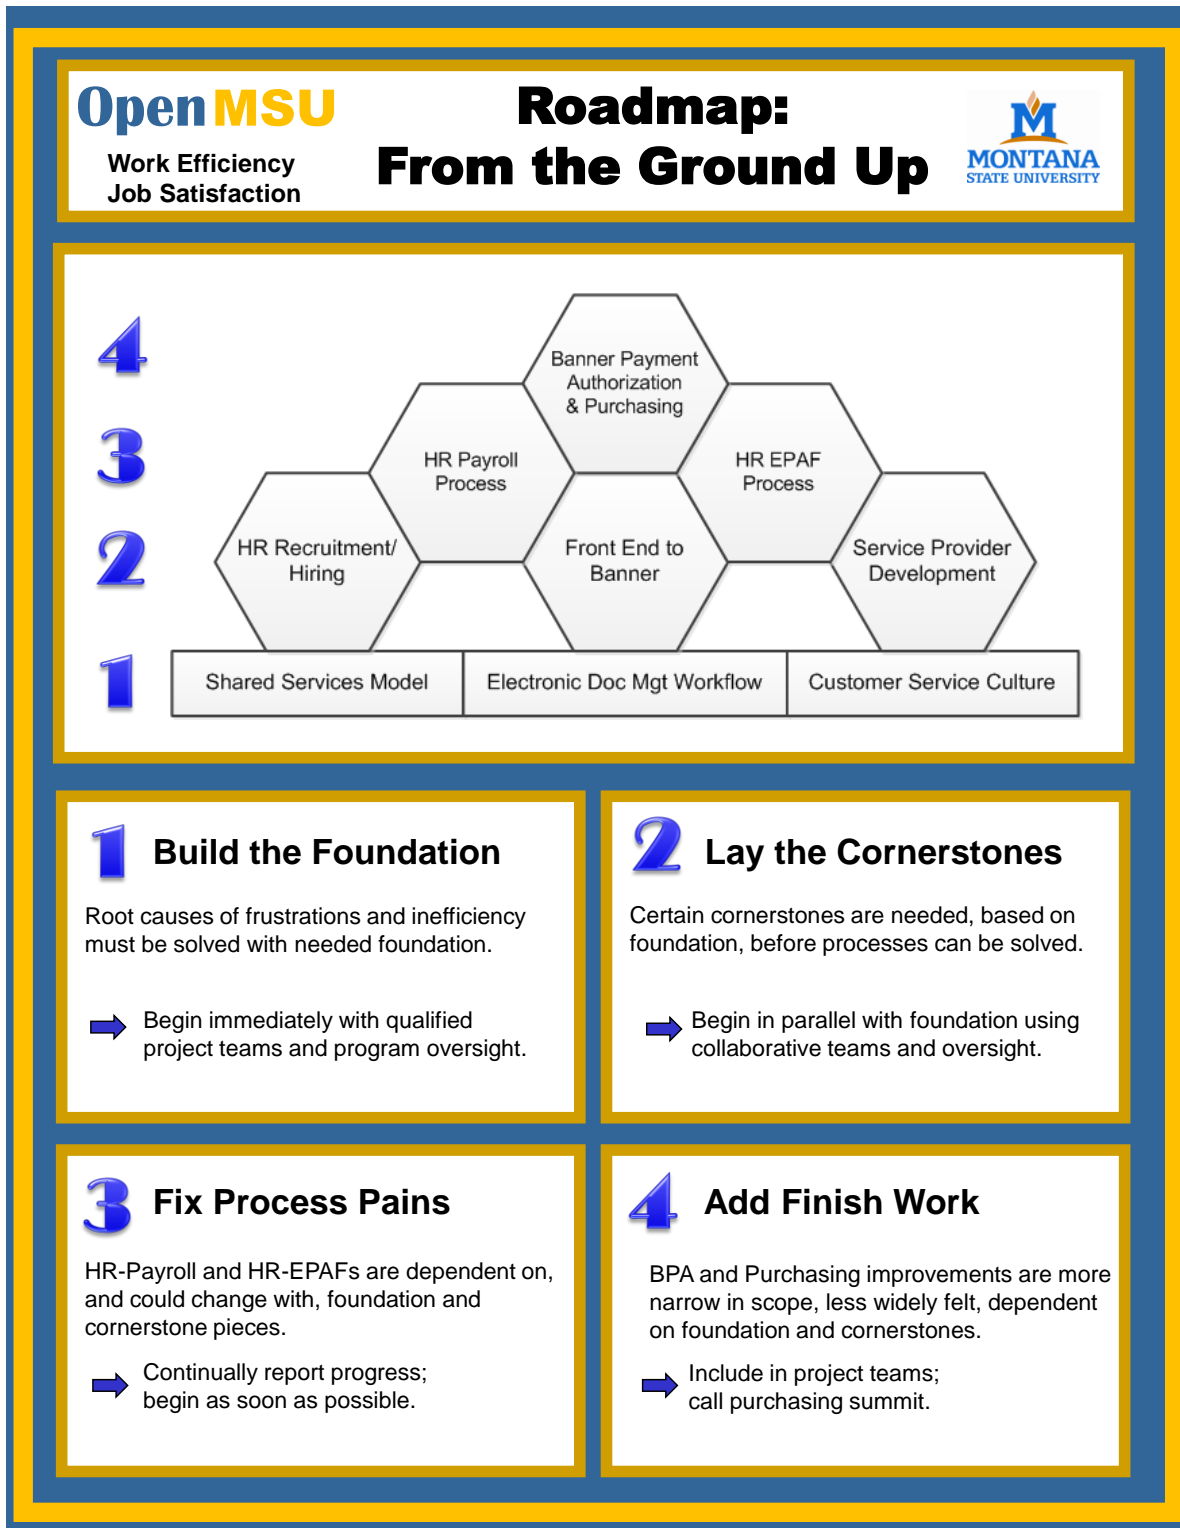 Open MSU
Work Efficiency
Job Satisfaction
Roadmap:
From the Ground Up
M
MONTANA
STATE UNIVERSITY
4
Banner Payment
Authorization
& Purchasing
3
HR Payroll
Process
HR EPAF
Process
2
HR Recruitment/
Hiring
Front End to
Banner
Service Provider
Development
1
Shared Services Model
Electronic Doc Mgt Workflow
Customer Service Culture
1 Build the Foundation
Root causes of frustrations and inefficiency
must be solved with needed foundation.
Begin immediately with qualified
project teams and program oversight.
2 Lay the Cornerstones
Certain cornerstones are needed, based on
foundation, before processes can be solved.
Begin in parallel with foundation using
collaborative teams and oversight.
3 Fix Process Pains
HR-Payroll and HR-EPAFs are dependent on,
and could change with, foundation and
cornerstone pieces.
Continually report progress;
begin as soon as possible.
4 Add Finish Work
BPA and Purchasing improvements are more
narrow in scope, less widely felt, dependent
on foundation and cornerstones.
Include in project teams;
call purchasing summit.